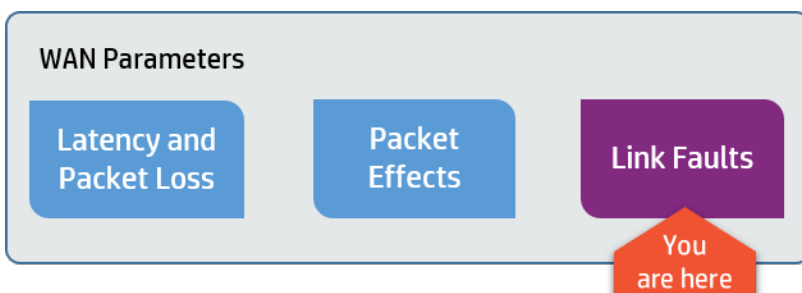 WAN Parameters
Latency and
Packet Loss
Packet
Effects
Link Faults
You
are here